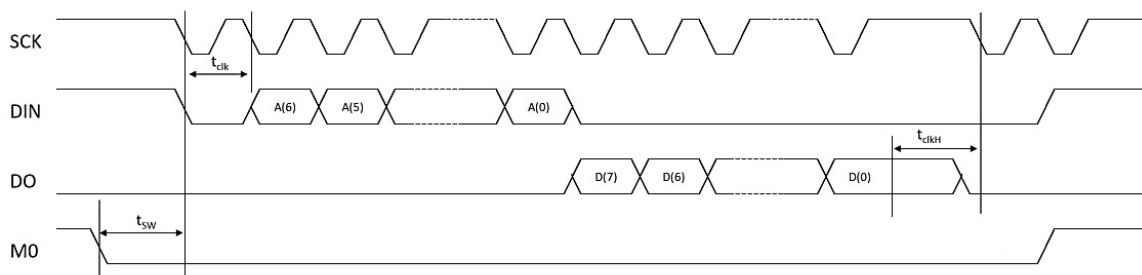 SCK
t_clk
DIN
A(6) A(5) A(0)
t_clkH
DO
D(7) D(6) D(0)
t_SW
M0